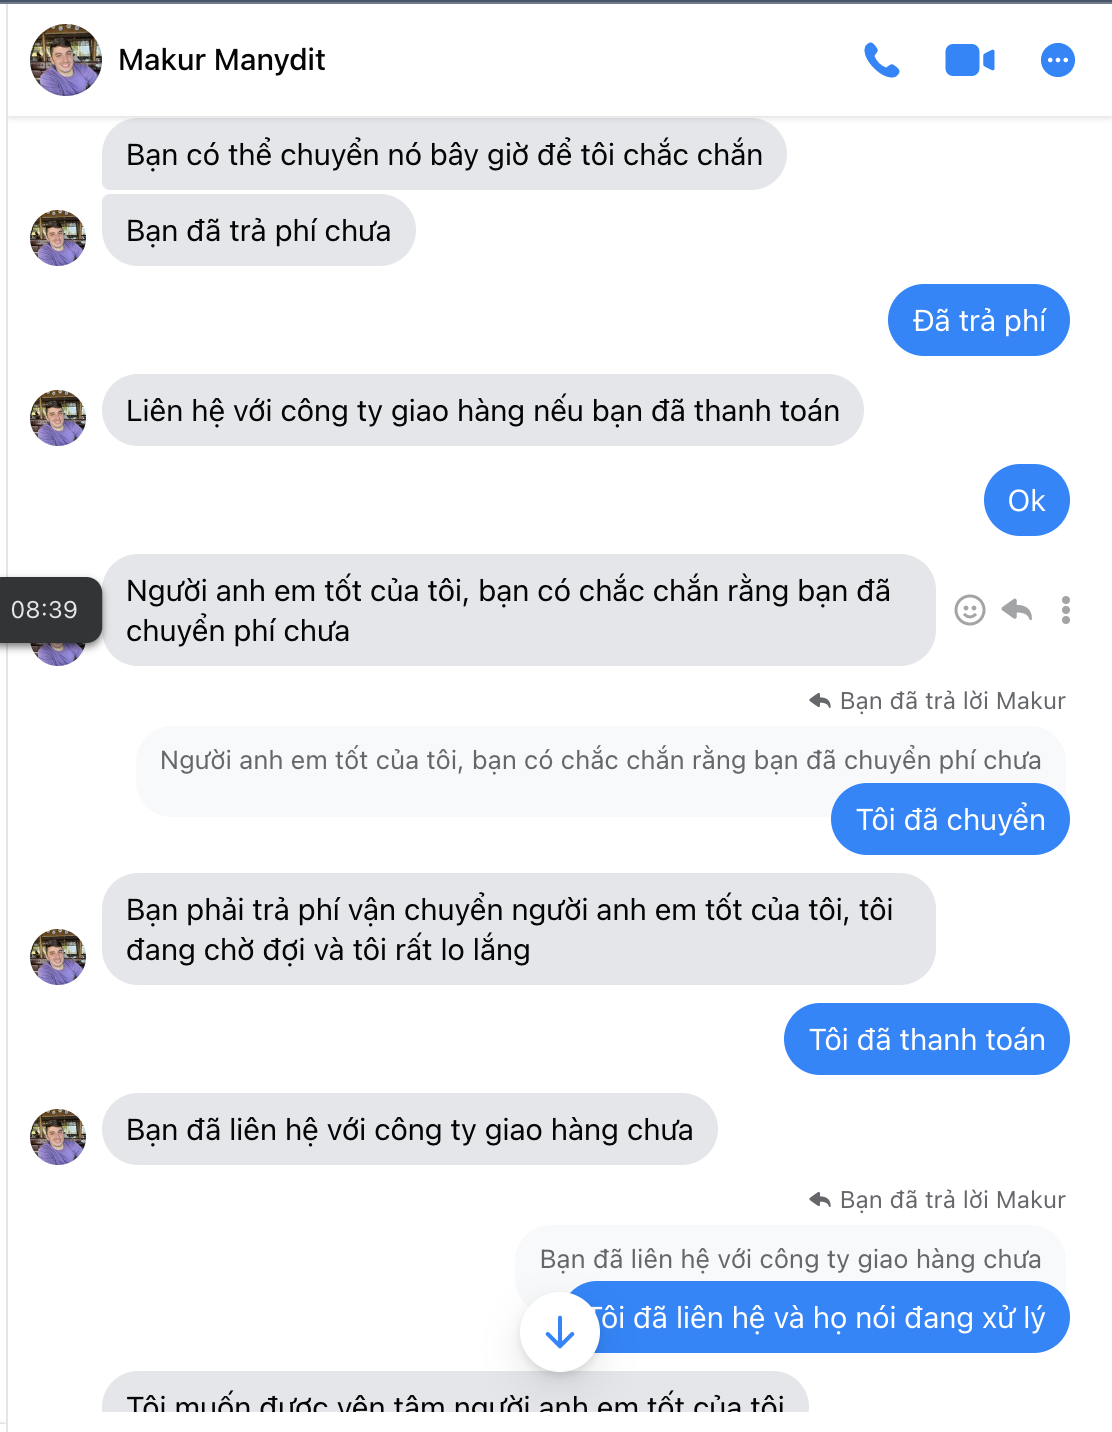 Makur Manydit
Bạn có thể chuyển nó bây giờ để tôi chắc chắn
Bạn đã trả phí chưa
Đã trả phí
Liên hệ với công ty giao hàng nếu bạn đã thanh toán
Ok
08:39
Người anh em tốt của tôi, bạn có chắc chắn rằng bạn đã
chuyển phí chưa
Bạn đã trả lời Makur
Người anh em tốt của tôi, bạn có chắc chắn rằng bạn đã chuyển phí chưa
Tôi đã chuyển
Bạn phải trả phí vận chuyển người anh em tốt của tôi, tôi
đang chờ đợi và tôi rất lo lắng
Tôi đã thanh toán
Bạn đã liên hệ với công ty giao hàng chưa
Bạn đã trả lời Makur
Bạn đã liên hệ với công ty giao hàng chưa
Tôi đã liên hệ và họ nói đang xử lý
Tôi muốn được yên tâm người anh em tốt của tôi